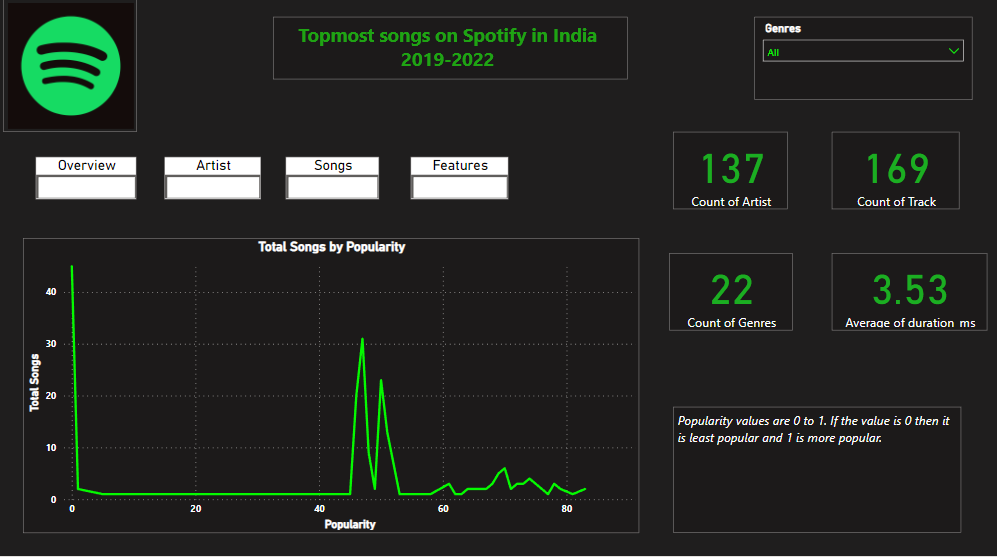 Topmost songs on Spotify in India
2019-2022
Genres
All
Overview
Artist
Songs
Features
137
Count of Artist
169
Count of Track
22
Count of Genres
3.53
Average of duration_ms
Total Songs by Popularity
Total Songs
40
30
20
10
0
0
20
40
60
80
Popularity
Popularity values are 0 to 1. If the value is 0 then it
is least popular and 1 is more popular.